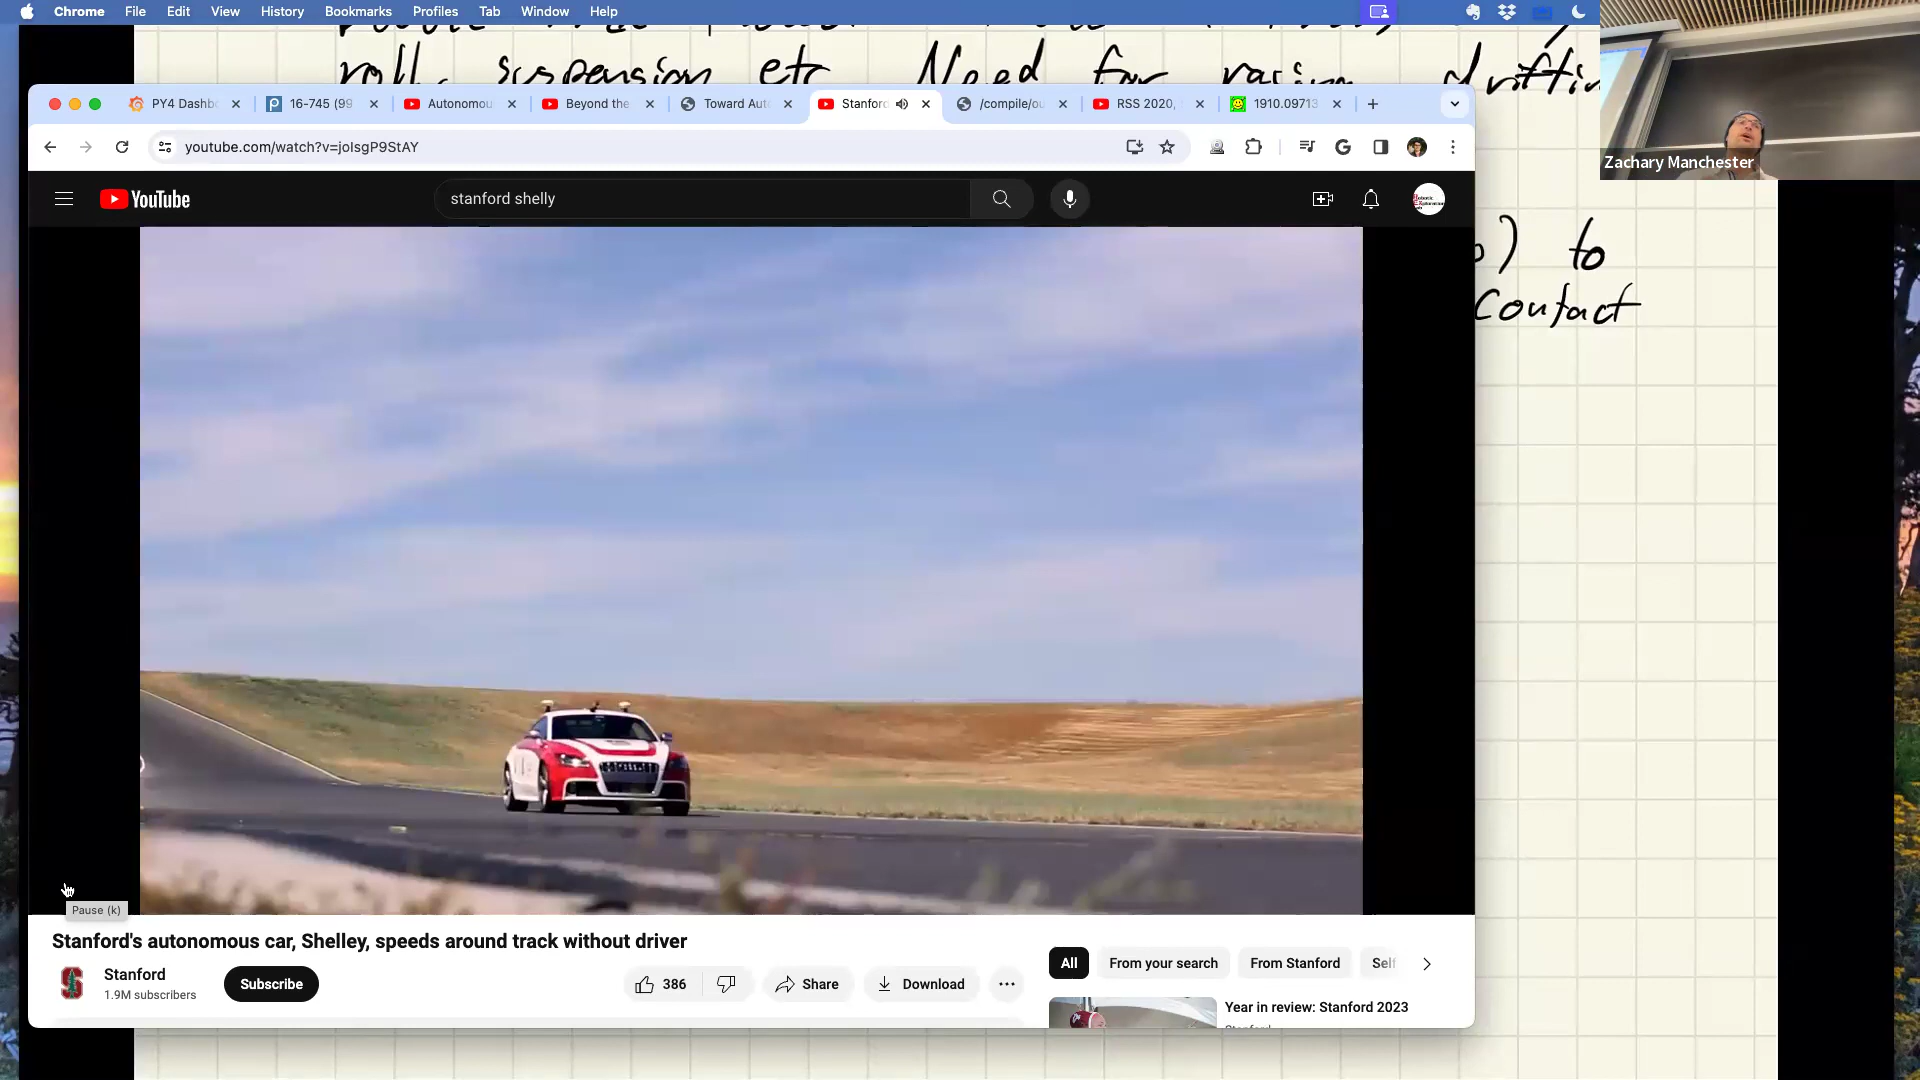 Chrome File Edit View History Bookmarks Profiles Tab Window Help
roll, suspension etc. Need for racing, drifting
PY4 Dashb 16-745 (99 Autonomou Beyond the Toward Aut Stanford /compile/ou RSS 2020, 1910.09713
youtube.com/watch?v=joIsgP9StAY
Zachary Manchester
YouTube
stanford shelly
) to
contact
Pause (k)
Stanford's autonomous car, Shelley, speeds around track without driver
Stanford
1.9M subscribers
Subscribe
386
Share
Download
All From your search From Stanford Self
Year in review: Stanford 2023